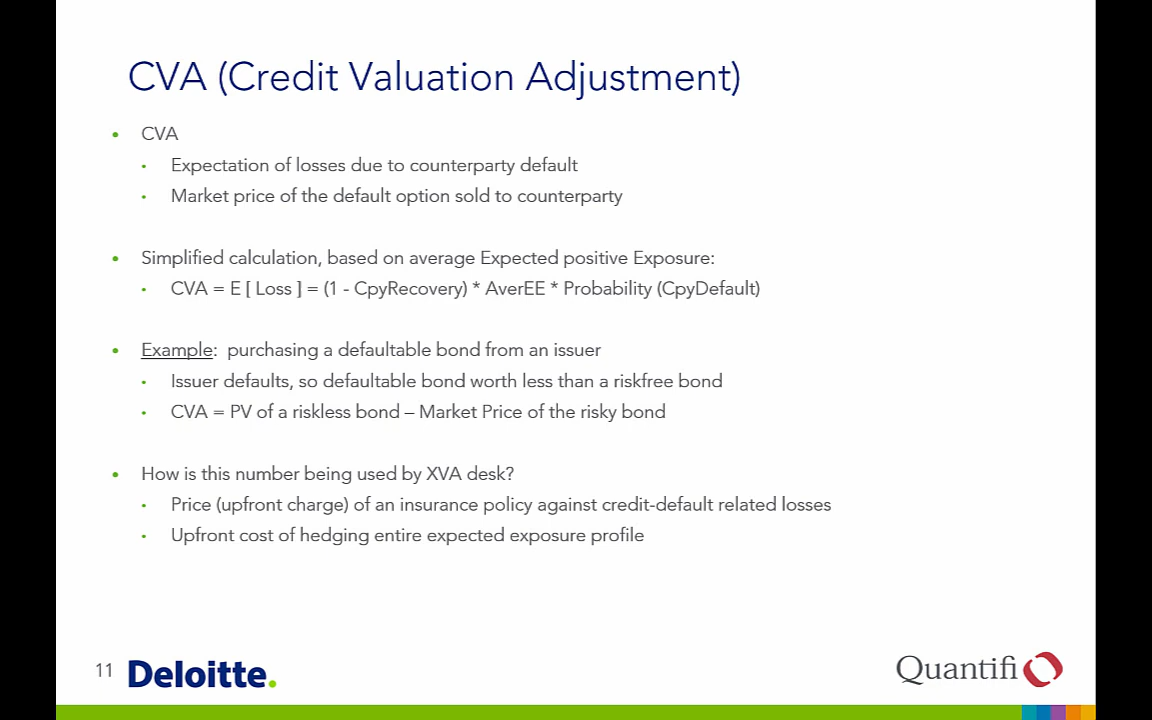 CVA (Credit Valuation Adjustment)
• CVA
• Expectation of losses due to counterparty default
• Market price of the default option sold to counterparty
• Simplified calculation, based on average Expected positive Exposure:
• CVA = E [ Loss ] = (1 - CpyRecovery) * AverEE * Probability (CpyDefault)
• Example:  purchasing a defaultable bond from an issuer
• Issuer defaults, so defaultable bond worth less than a riskfree bond
• CVA = PV of a riskless bond – Market Price of the risky bond
• How is this number being used by XVA desk?
• Price (upfront charge) of an insurance policy against credit-default related losses
• Upfront cost of hedging entire expected exposure profile
11 Deloitte. Quantifi